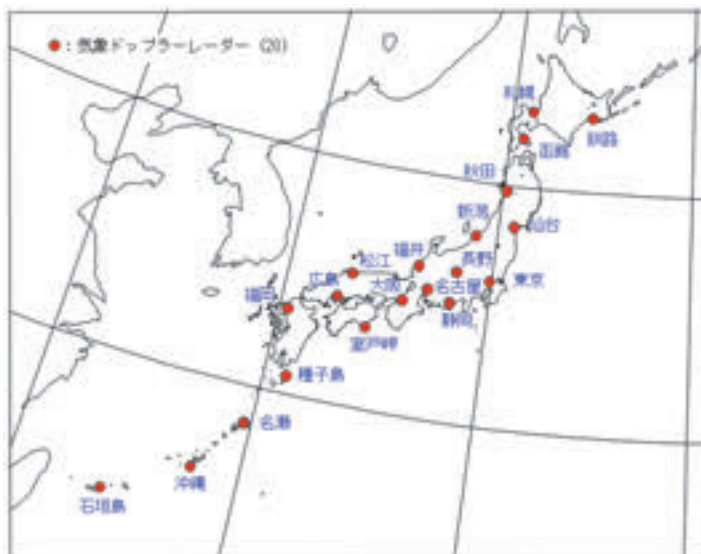 ●：気象ドップラーレーダー (20)
札幌
釧路
函館
秋田
新潟
仙台
福井
長野
松江
東京
広島
大阪
名古屋
福岡
静岡
室戸岬
種子島
名瀬
沖縄
石垣島